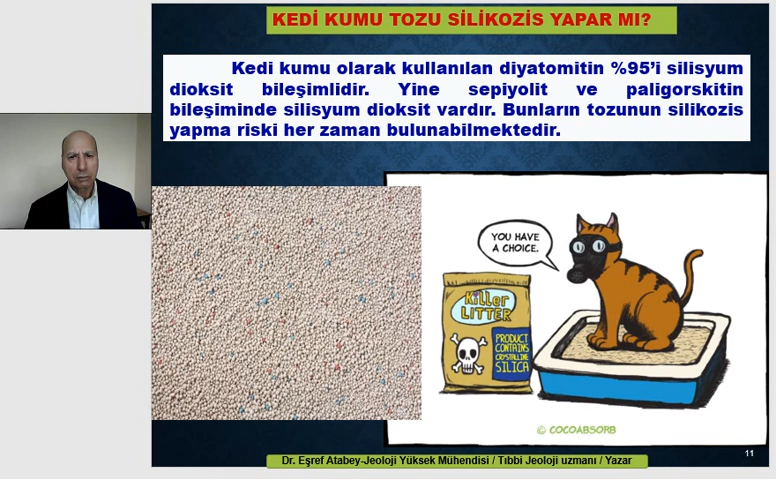 KEDİ KUMU TOZU SİLİKOZİS YAPAR MI?
Kedi kumu olarak kullanılan diyatomitin %95’i silisyum
dioksit bileşimlidir. Yine sepiyolit ve paligorskitin
bileşiminde silisyum dioksit vardır. Bunların tozunun silikozis
yapma riski her zaman bulunabilmektedir.
YOU HAVE
A CHOICE.
Killer
LITTER
PRODUCT
CONTAINS
CRYSTALLINE
SILICA
© COCOABSORB
11
Dr. Eşref Atabey-Jeoloji Yüksek Mühendisi / Tıbbi Jeoloji uzmanı / Yazar